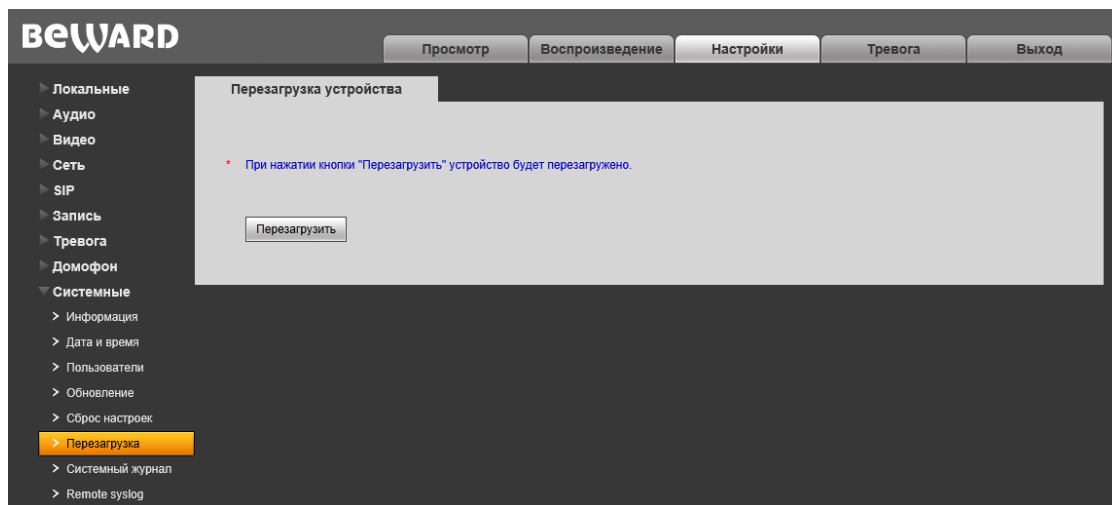 BEWARD
Просмотр
Воспроизведение
Настройки
Тревога
Выход
Локальные
Аудио
Видео
Сеть
SIP
Запись
Тревога
Домофон
Системные
Информация
Дата и время
Пользователи
Обновление
Сброс настроек
Перезагрузка
Системный журнал
Remote syslog
Перезагрузка устройства
* При нажатии кнопки "Перезагрузить" устройство будет перезагружено.
Перезагрузить